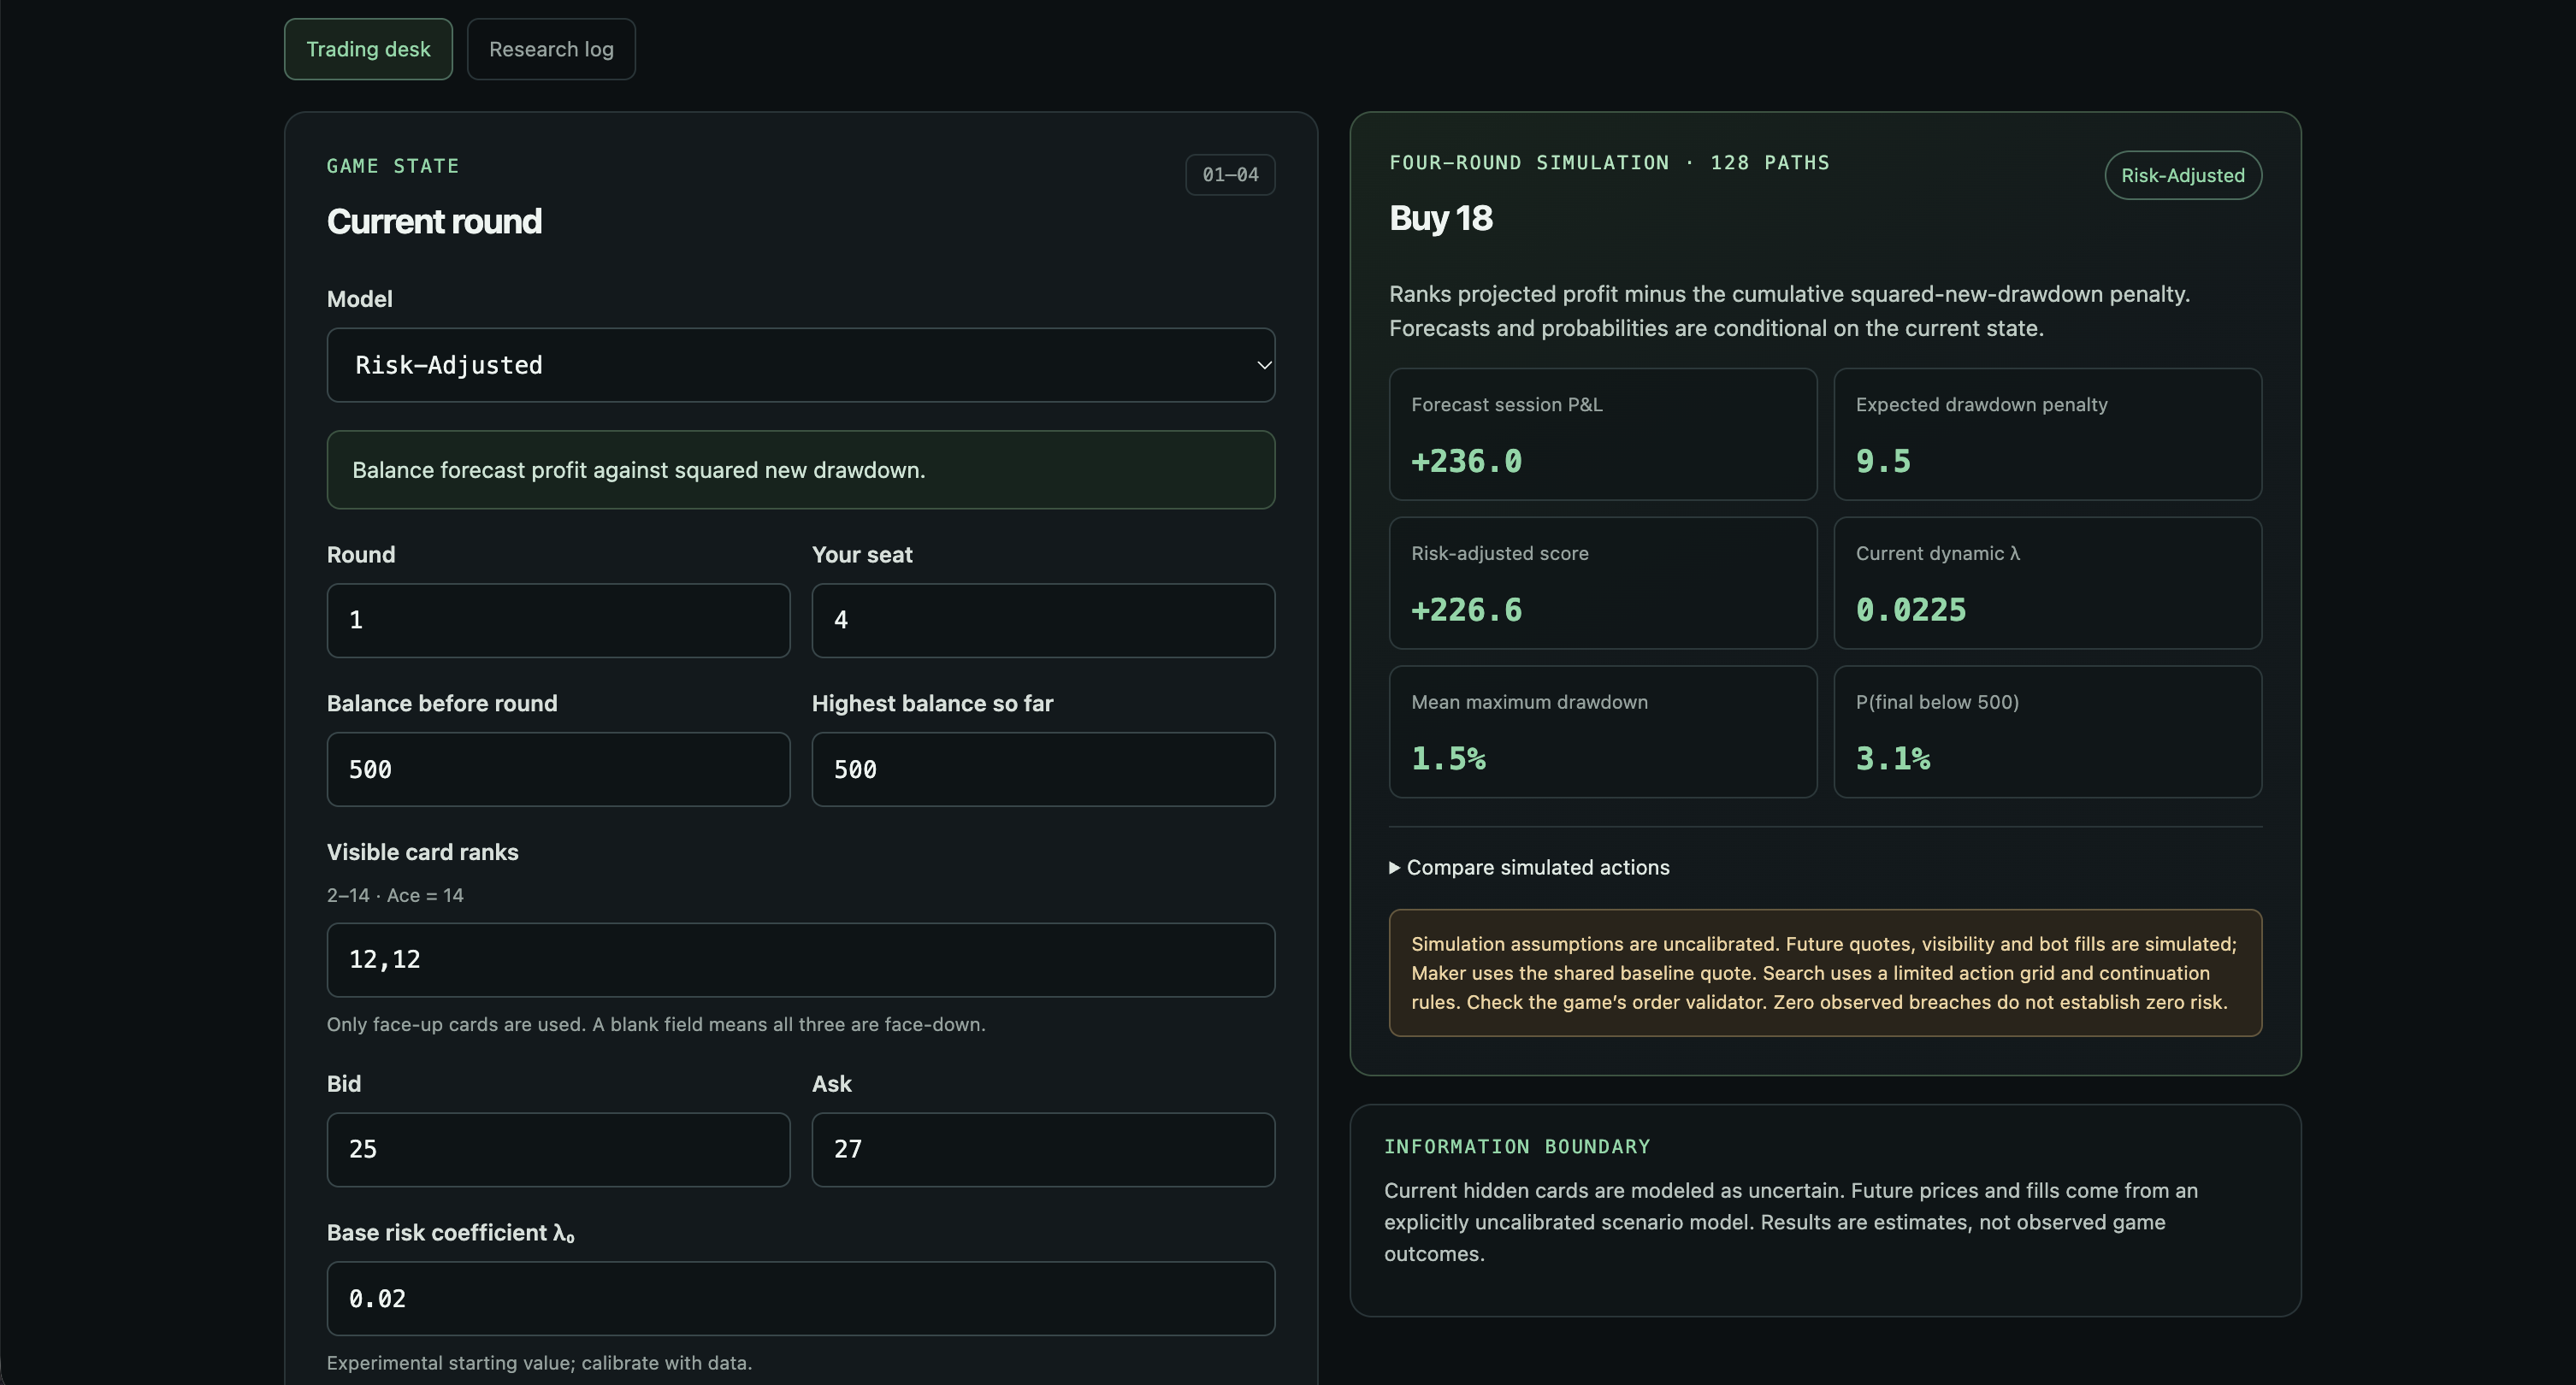 Trading desk
Research log
GAME STATE
01–04
Current round
Model
Risk-Adjusted
Balance forecast profit against squared new drawdown.
Round
Your seat
1
4
Balance before round
Highest balance so far
500
500
Visible card ranks
2–14 · Ace = 14
12,12
Only face-up cards are used. A blank field means all three are face-down.
Bid
Ask
25
27
Base risk coefficient λ₀
0.02
Experimental starting value; calibrate with data.
FOUR-ROUND SIMULATION · 128 PATHS
Risk-Adjusted
Buy 18
Ranks projected profit minus the cumulative squared-new-drawdown penalty.
Forecasts and probabilities are conditional on the current state.
Forecast session P&L
Expected drawdown penalty
+236.0
9.5
Risk-adjusted score
Current dynamic λ
+226.6
0.0225
Mean maximum drawdown
P(final below 500)
1.5%
3.1%
Compare simulated actions
Simulation assumptions are uncalibrated. Future quotes, visibility and bot fills are simulated;
Maker uses the shared baseline quote. Search uses a limited action grid and continuation
rules. Check the game’s order validator. Zero observed breaches do not establish zero risk.
INFORMATION BOUNDARY
Current hidden cards are modeled as uncertain. Future prices and fills come from an
explicitly uncalibrated scenario model. Results are estimates, not observed game
outcomes.